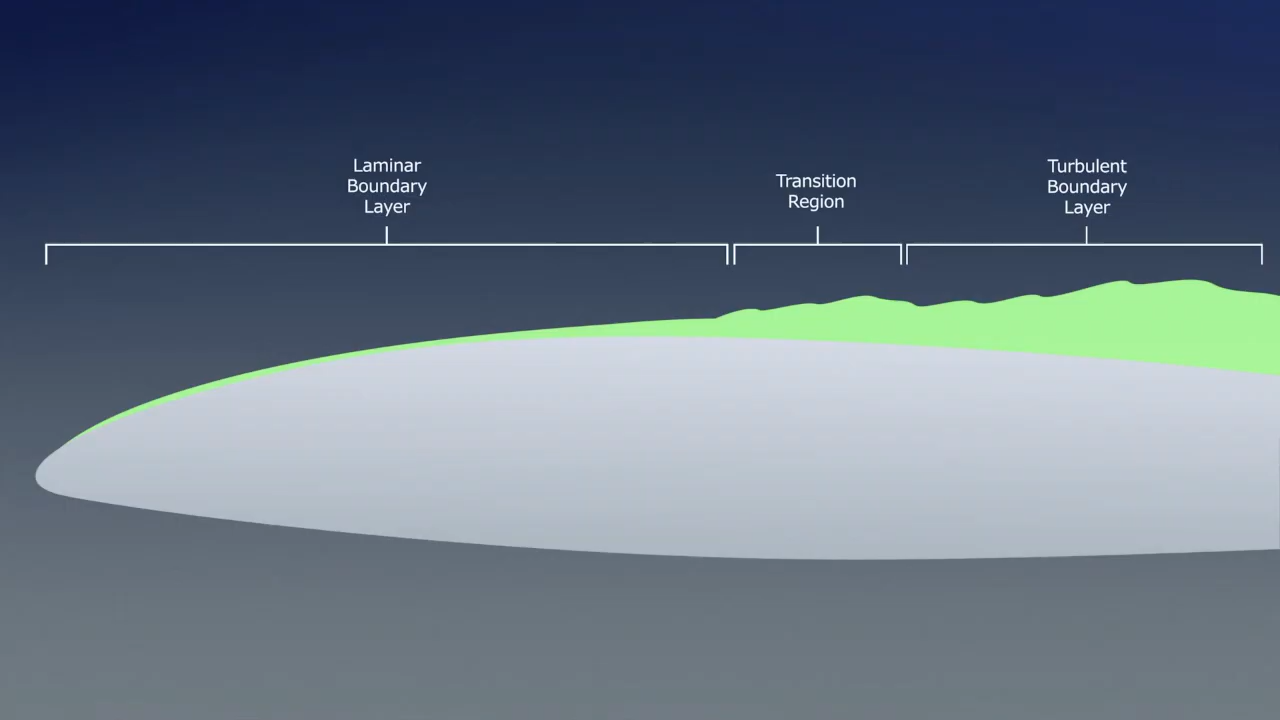 Laminar
Boundary
Layer
Transition
Region
Turbulent
Boundary
Layer